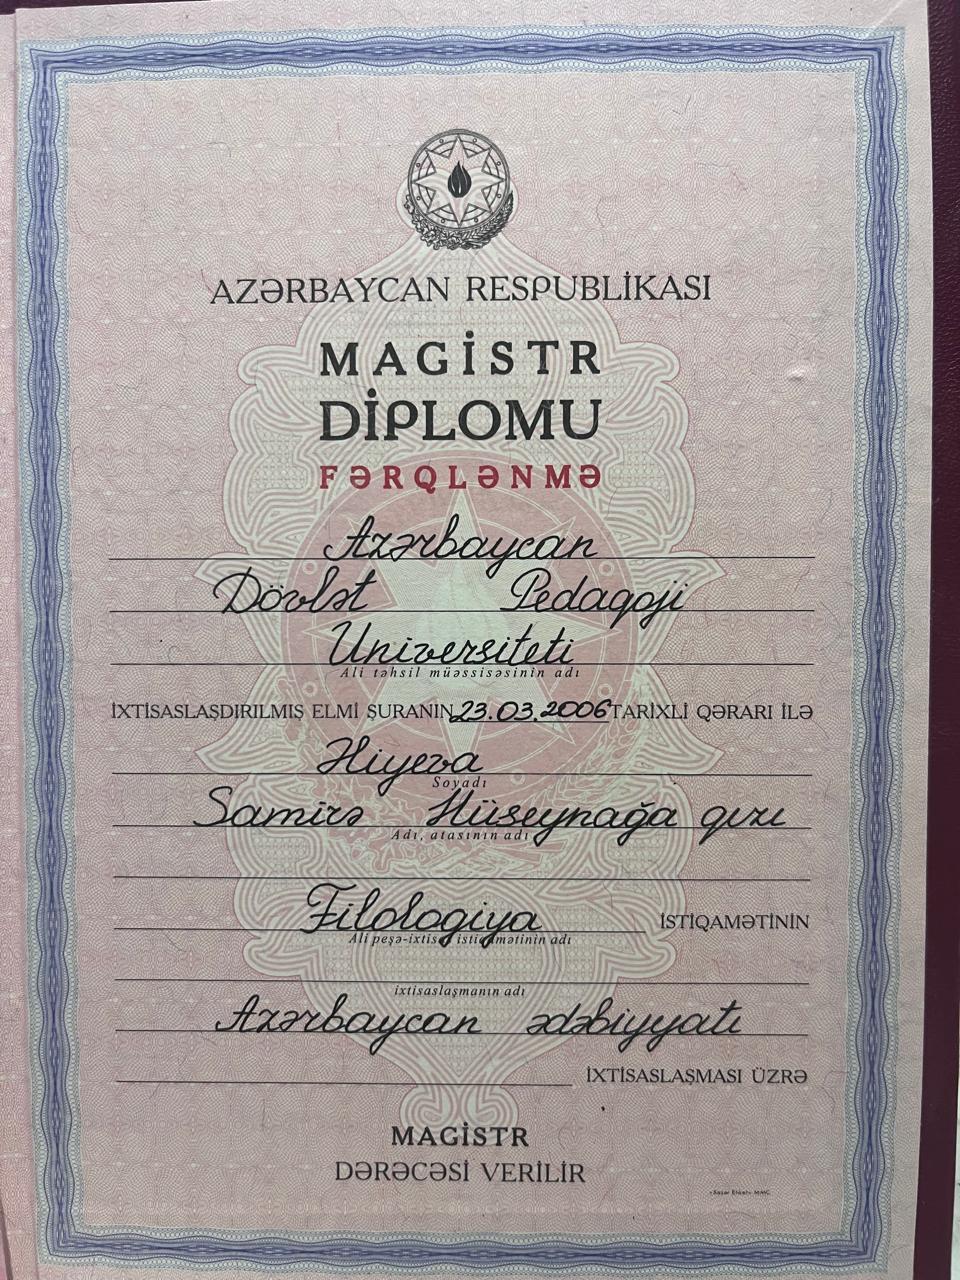 AZƏRBAYCAN RESPUBLİKASI
MAGİSTR
DİPLOMU
FƏRQLƏNMƏ
Azərbaycan
Dövlət Pedaqoji
Universiteti
Ali təhsil müəssisəsinin adı
İXTİSASLAŞDIRILMIŞ ELMİ ŞURANIN 23.03.2006 TARİXLİ QƏRARI İLƏ
Hiyeva
Soyadı
Samirə Hüseynağa qızı
Adı, atasının adı
Filologiya İSTİQAMƏTİNİN
Ali peşə-ixtisas istiqamətinin adı
ixtisaslaşmanın adı
Azərbaycan ədəbiyyatı
İXTİSASLAŞMASI ÜZRƏ
MAGİSTR
DƏRƏCƏSİ VERİLİR